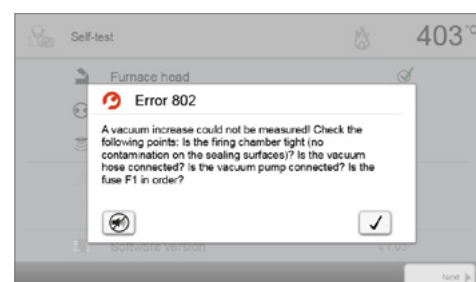 Self-test
403°C
Furnace head
Error 802
A vacuum increase could not be measured! Check the
following points: Is the firing chamber tight (no
contamination on the sealing surfaces)? Is the vacuum
hose connected? Is the vacuum pump connected? Is the
fuse F1 in order?
Software version
Next